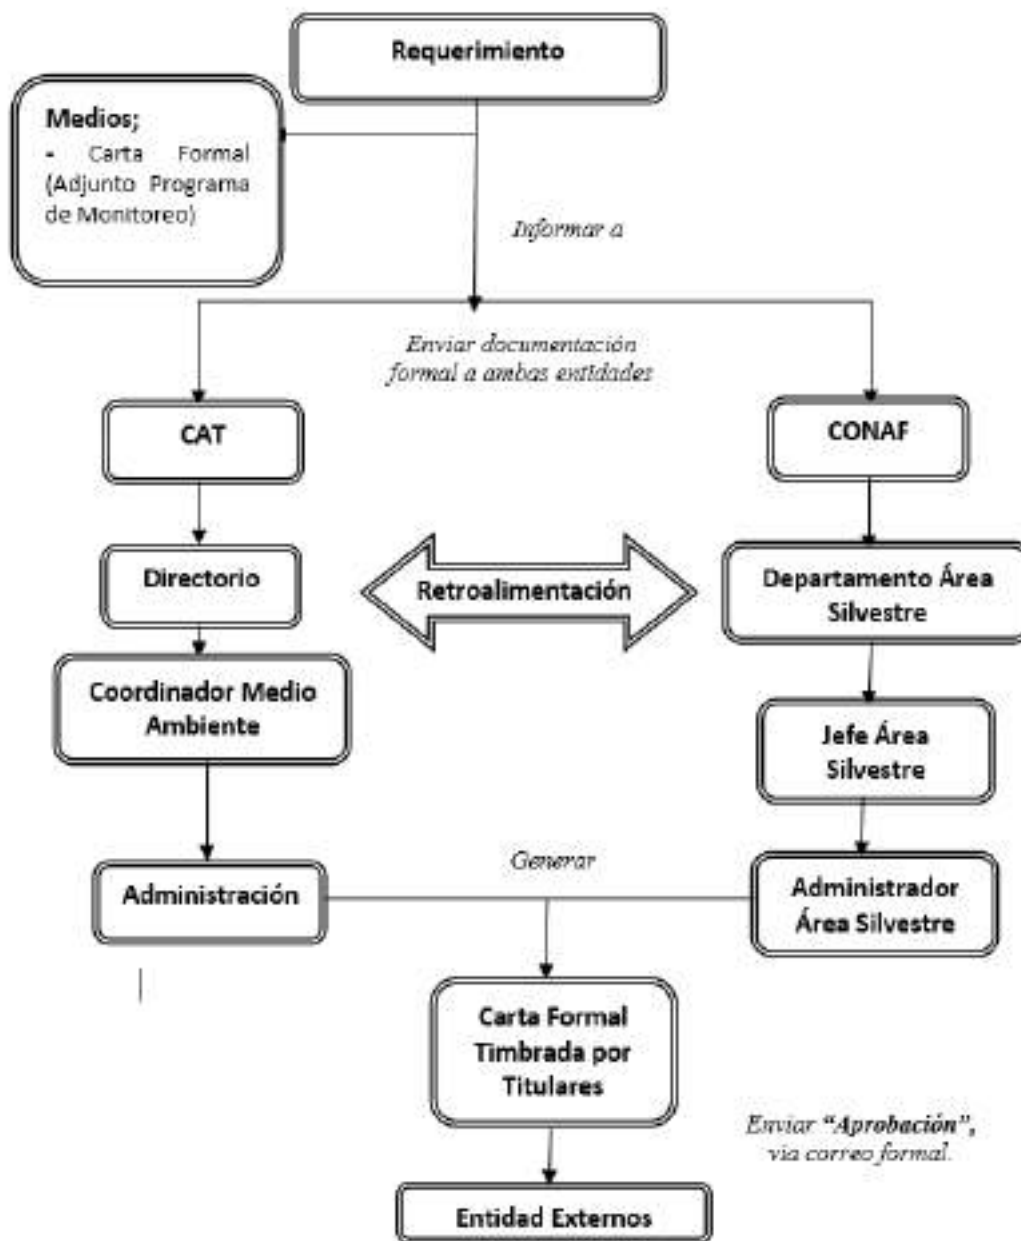 Requerimiento
Medios;
- Carta Formal
(Adjunto Programa
de Monitoreo)
Informar a
Enviar documentación
formal a ambas entidades
CAT
CONAF
Directorio
Retroalimentación
Departamento Área
Silvestre
Coordinador Medio
Ambiente
Jefe Área
Silvestre
Generar
Administración
Administrador
Área Silvestre
Carta Formal
Timbrada por
Titulares
Enviar “Aprobación”,
via correo formal.
Entidad Externos